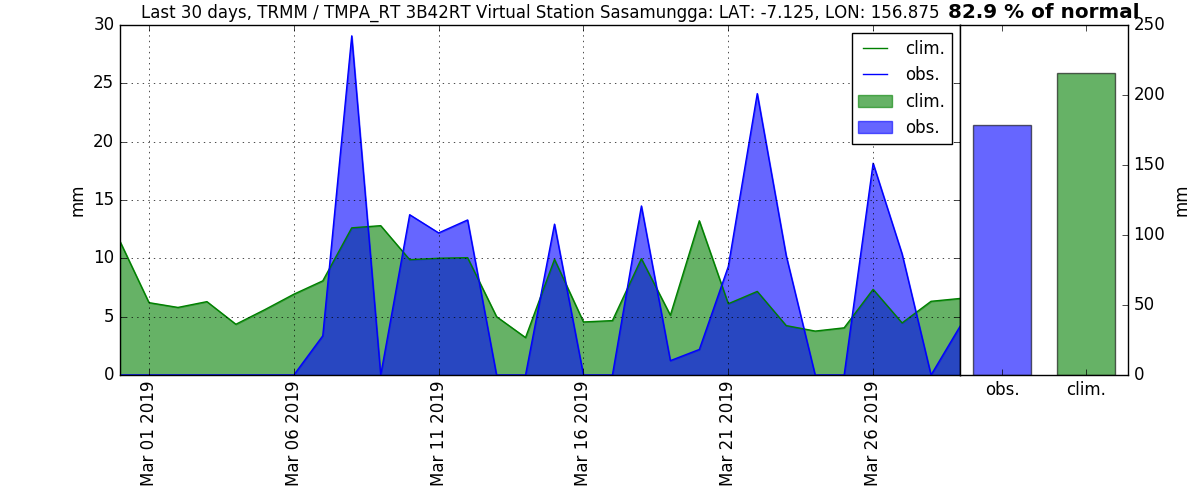 Last 30 days, TRMM / TMPA_RT 3B42RT Virtual Station Sasamungga: LAT: -7.125, LON: 156.875
82.9 % of normal
30
25
20
15
10
5
0
mm
clim.
obs.
clim.
obs.
Mar 01 2019
Mar 06 2019
Mar 11 2019
Mar 16 2019
Mar 21 2019
Mar 26 2019
250
200
150
100
50
0
mm
obs.
clim.